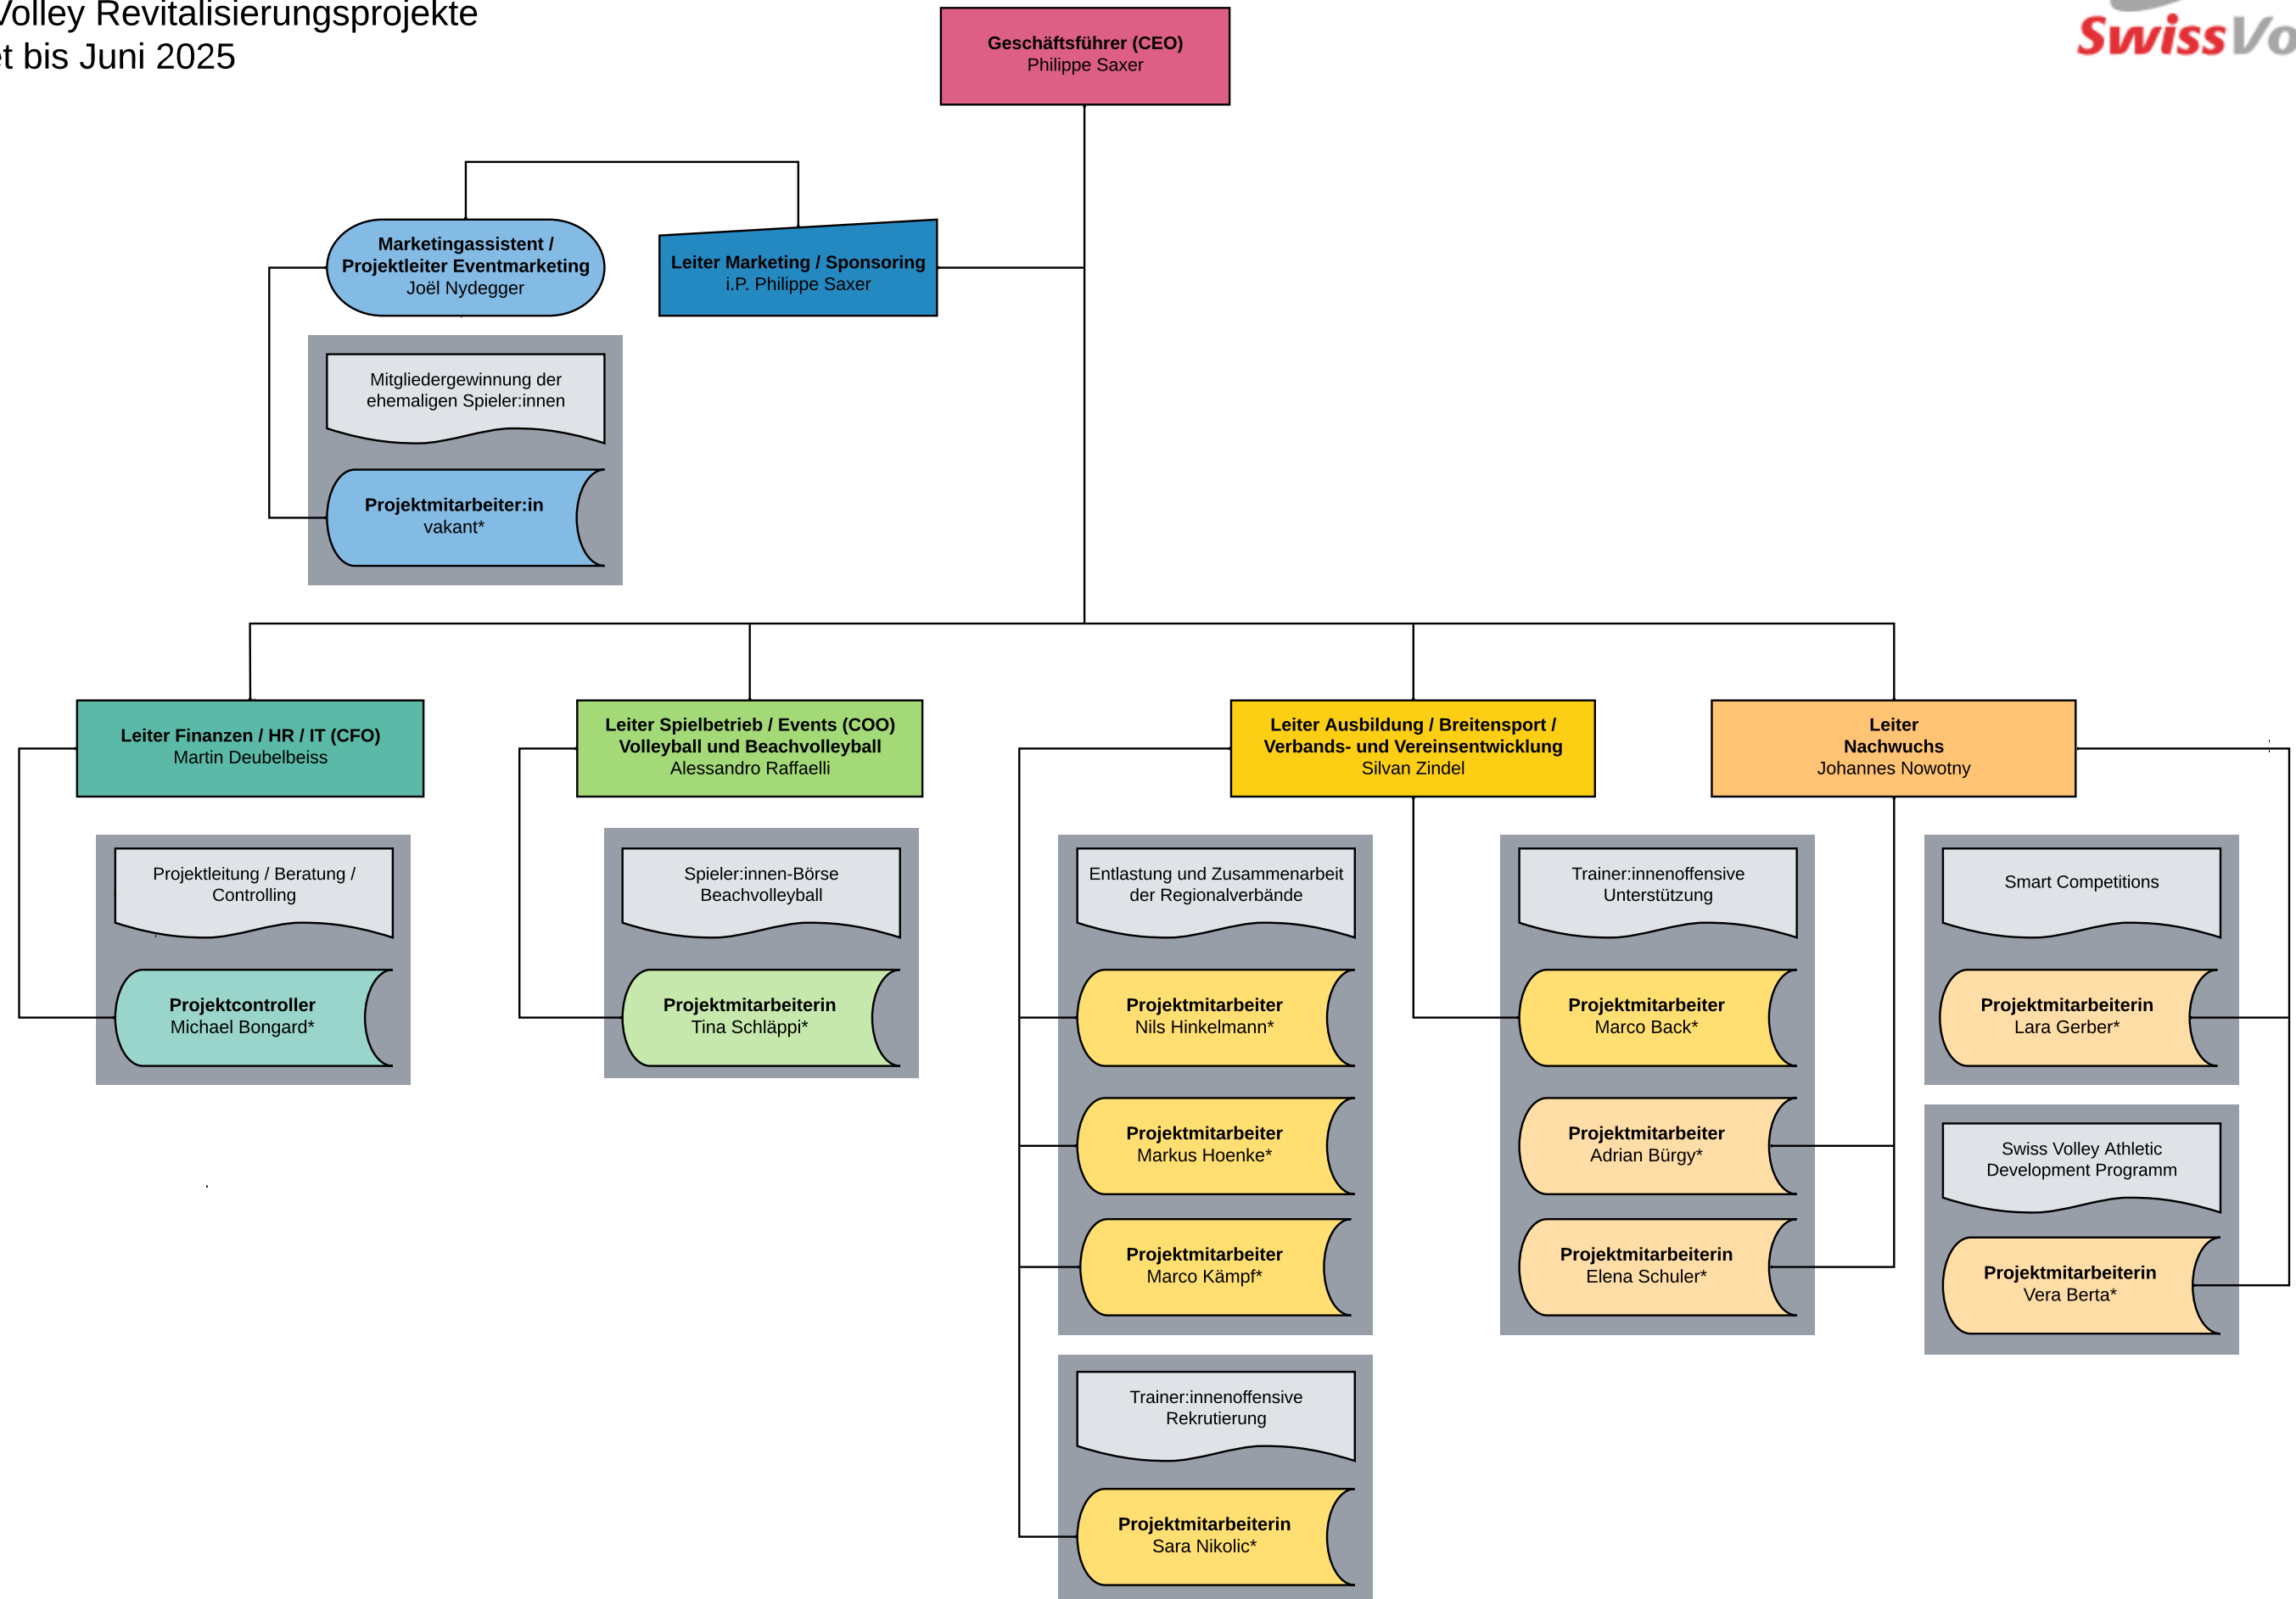 Volley Revitalisierungsprojekte
bis Juni 2025
Swiss
Geschäftsführer (CEO)
Philippe Saxer
Marketingassistent /
Projektleiter Eventmarketing
Joël Nydegger
Leiter Marketing / Sponsoring
i.P. Philippe Saxer
Mitgliedergewinnung der
ehemaligen Spieler:innen
Projektmitarbeiter:in
vakant*
Leiter Finanzen / HR / IT (CFO)
Martin Deubelbeiss
Leiter Spielbetrieb / Events (COO)
Volleyball und Beachvolleyball
Alessandro Raffaelli
Leiter Ausbildung / Breitensport /
Verbands- und Vereinsentwicklung
Silvan Zindel
Leiter
Nachwuchs
Johannes Nowotny
Projektleitung / Beratung /
Controlling
Projektcontroller
Michael Bongard*
Spieler:innen-Börse
Beachvolleyball
Projektmitarbeiterin
Tina Schläppi*
Entlastung und Zusammenarbeit
der Regionalverbände
Projektmitarbeiter
Nils Hinkelmann*
Projektmitarbeiter
Markus Hoenke*
Projektmitarbeiter
Marco Kämpf*
Trainer:innenoffensive
Rekrutierung
Projektmitarbeiterin
Sara Nikolic*
Trainer:innenoffensive
Unterstützung
Projektmitarbeiter
Marco Back*
Projektmitarbeiter
Adrian Bürgy*
Projektmitarbeiterin
Elena Schuler*
Smart Competitions
Projektmitarbeiterin
Lara Gerber*
Swiss Volley Athletic
Development Programm
Projektmitarbeiterin
Vera Berta*